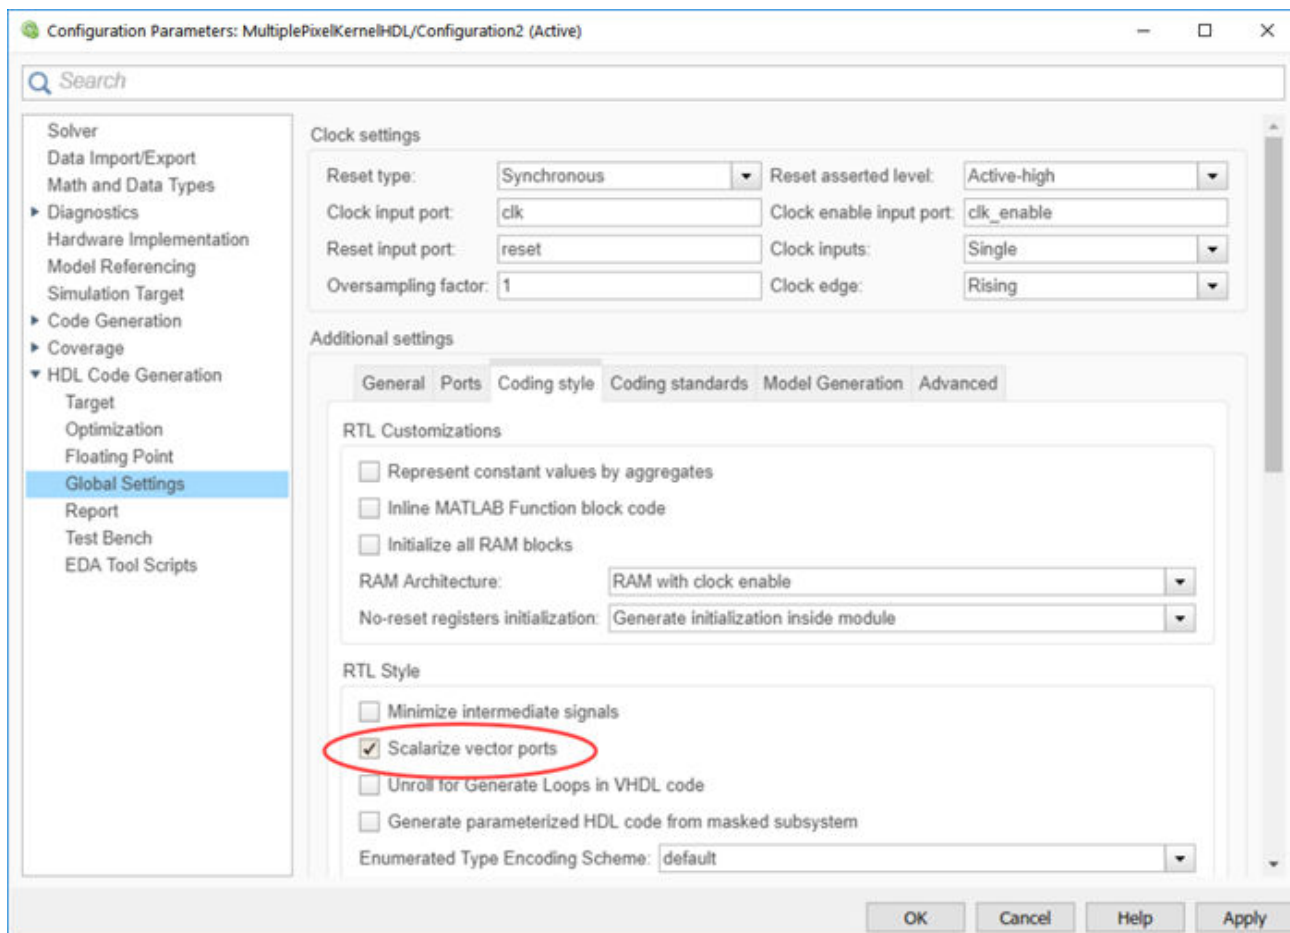 Configuration Parameters: MultiplePixelKernelHDL/Configuration2 (Active)
Search
Solver
Data Import/Export
Math and Data Types
Diagnostics
Hardware Implementation
Model Referencing
Simulation Target
Code Generation
Coverage
HDL Code Generation
Target
Optimization
Floating Point
Global Settings
Report
Test Bench
EDA Tool Scripts
Clock settings
Reset type: Synchronous Reset asserted level: Active-high
Clock input port: clk Clock enable input port: clk_enable
Reset input port: reset Clock inputs: Single
Oversampling factor: 1 Clock edge: Rising
Additional settings
General Ports Coding style Coding standards Model Generation Advanced
RTL Customizations
Represent constant values by aggregates
Inline MATLAB Function block code
Initialize all RAM blocks
RAM Architecture: RAM with clock enable
No-reset registers initialization: Generate initialization inside module
RTL Style
Minimize intermediate signals
Scalarize vector ports
Unroll for Generate Loops in VHDL code
Generate parameterized HDL code from masked subsystem
Enumerated Type Encoding Scheme: default
OK Cancel Help Apply